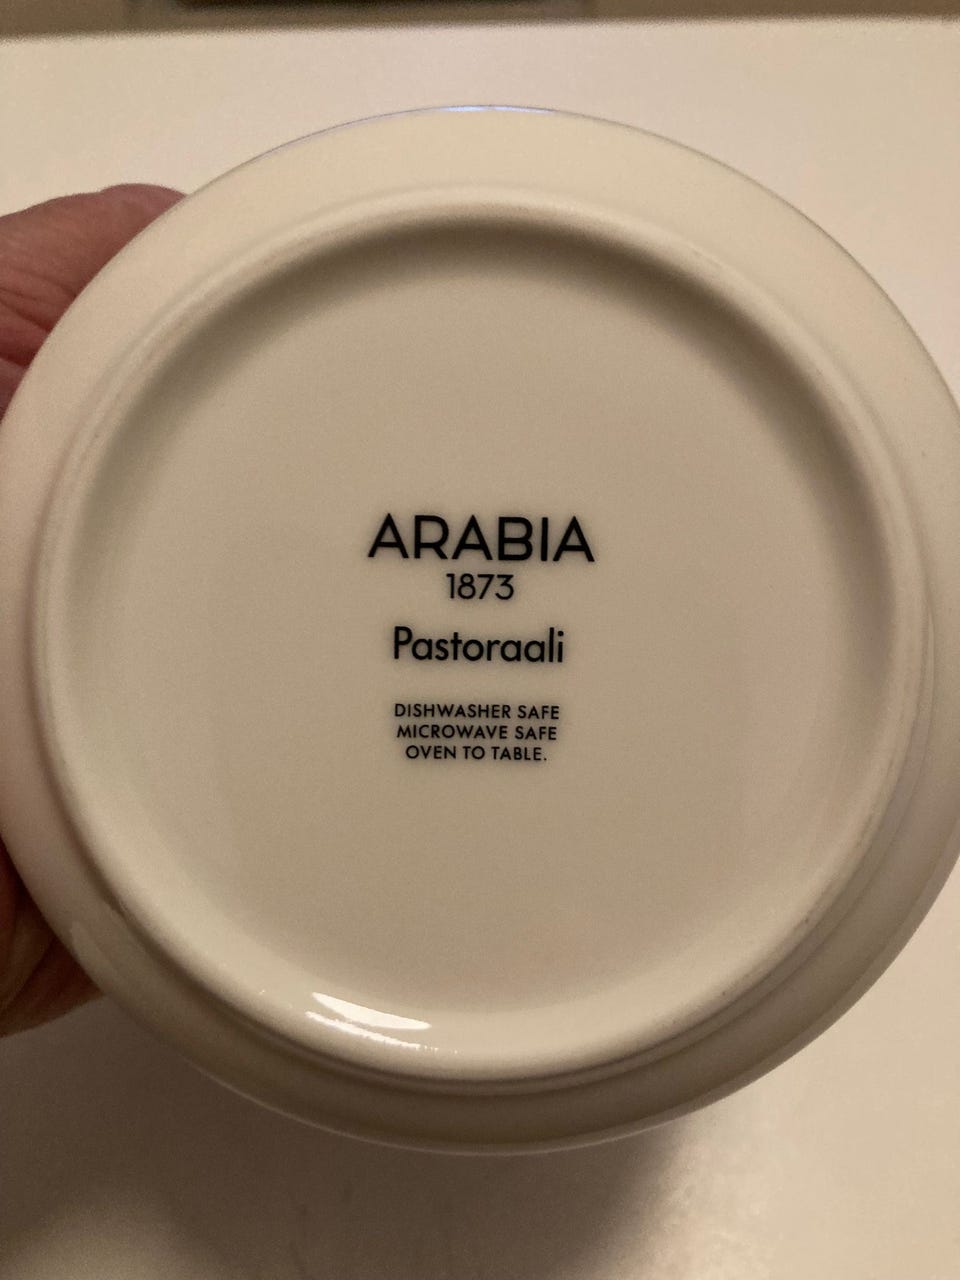 ARABIA
1873
Pastoraali
DISHWASHER SAFE
MICROWAVE SAFE
OVEN TO TABLE.